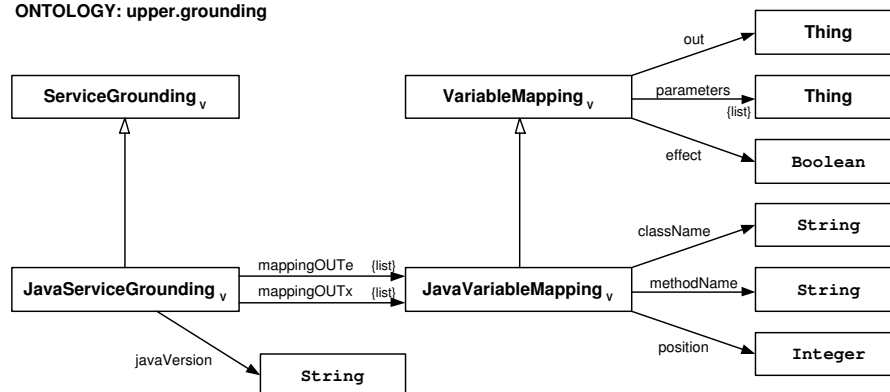 ONTOLOGY: upper.grounding
out
Thing
ServiceGrounding v
VariableMapping v
parameters
{list}
Thing
effect
Boolean
className
String
JavaServiceGrounding v
mappingOUTe {list}
mappingOUTx {list}
JavaVariableMapping v
methodName
String
javaVersion
String
position
Integer